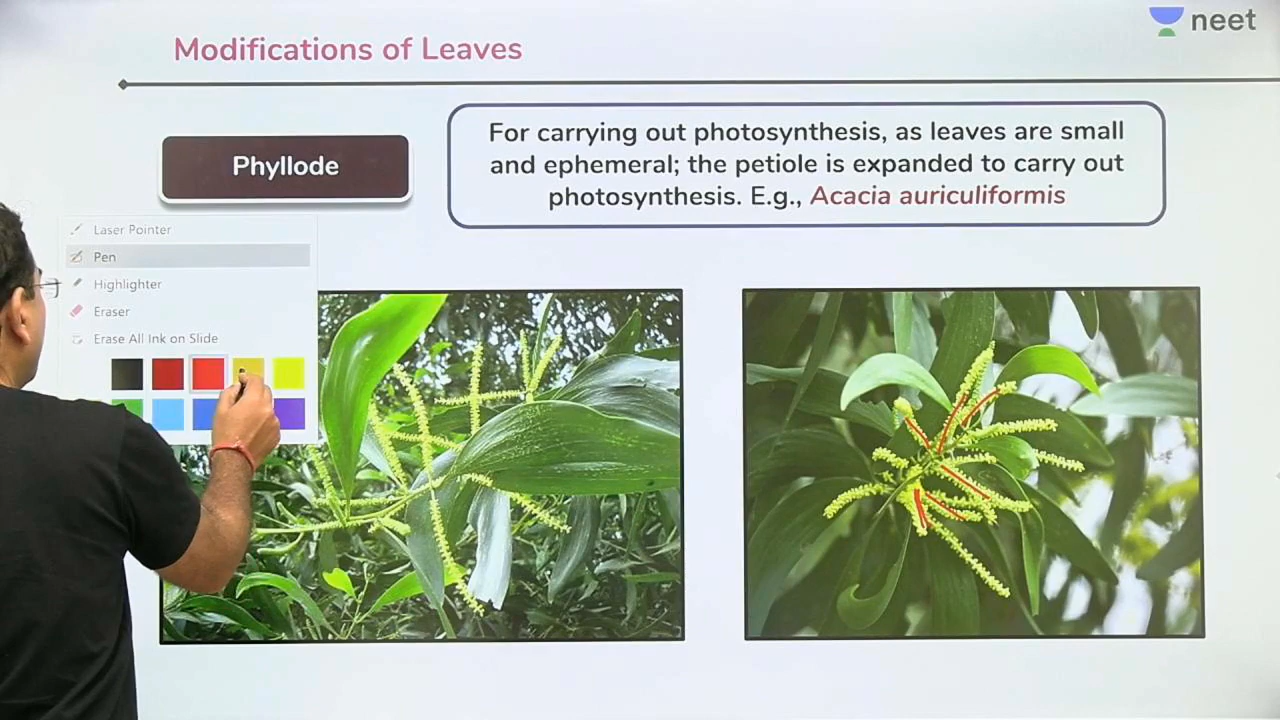 neet
Modifications of Leaves
Phyllode
For carrying out photosynthesis, as leaves are small
and ephemeral; the petiole is expanded to carry out
photosynthesis. E.g., Acacia auriculiformis
Laser Pointer
Pen
Highlighter
Eraser
Erase All Ink on Slide